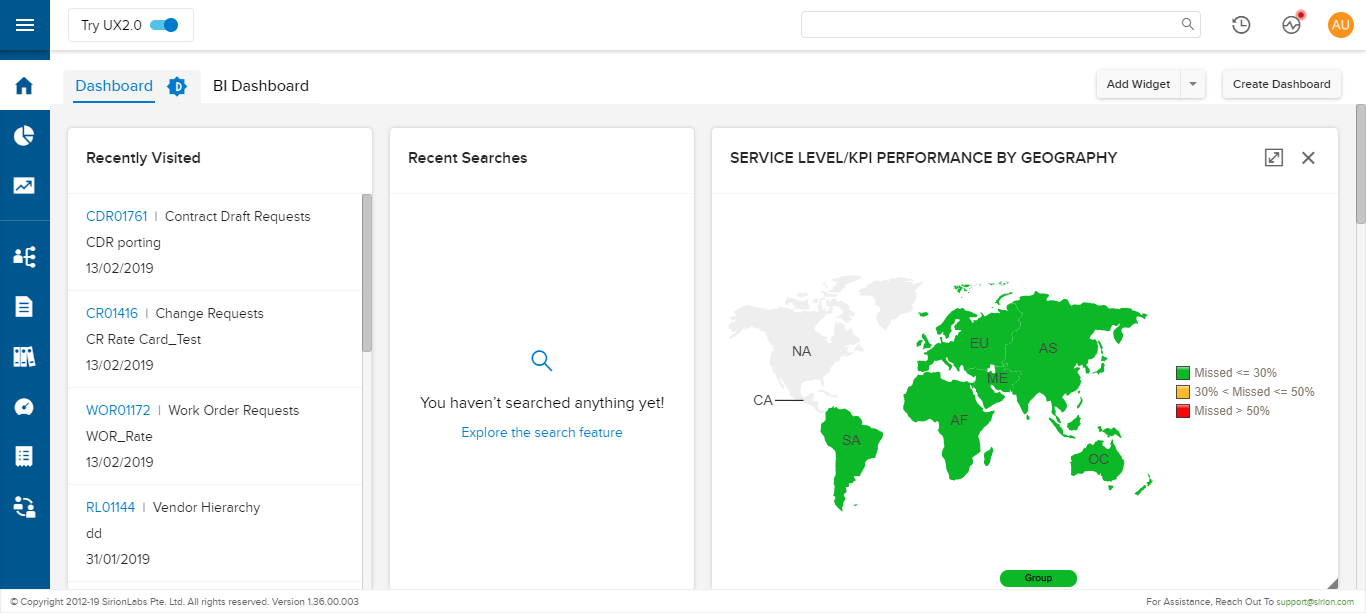 Try UX2.0
AU
Dashboard D BI Dashboard
Add Widget
Create Dashboard
Recently Visited
CDR01761 | Contract Draft Requests
CDR porting
13/02/2019
CR01416 | Change Requests
CR Rate Card_Test
13/02/2019
WOR01172 | Work Order Requests
WOR_Rate
13/02/2019
RL01144 | Vendor Hierarchy
dd
31/01/2019
Recent Searches
You haven’t searched anything yet!
Explore the search feature
SERVICE LEVEL/KPI PERFORMANCE BY GEOGRAPHY
NA
CA
SA
EU
AS
ME
AF
OC
Missed <= 30%
30% < Missed <= 50%
Missed > 50%
Group
© Copyright 2012-19 SirionLabs Pte. Ltd. All rights reserved. Version 1.36.00.003
For Assistance, Reach Out To support@sirion.com